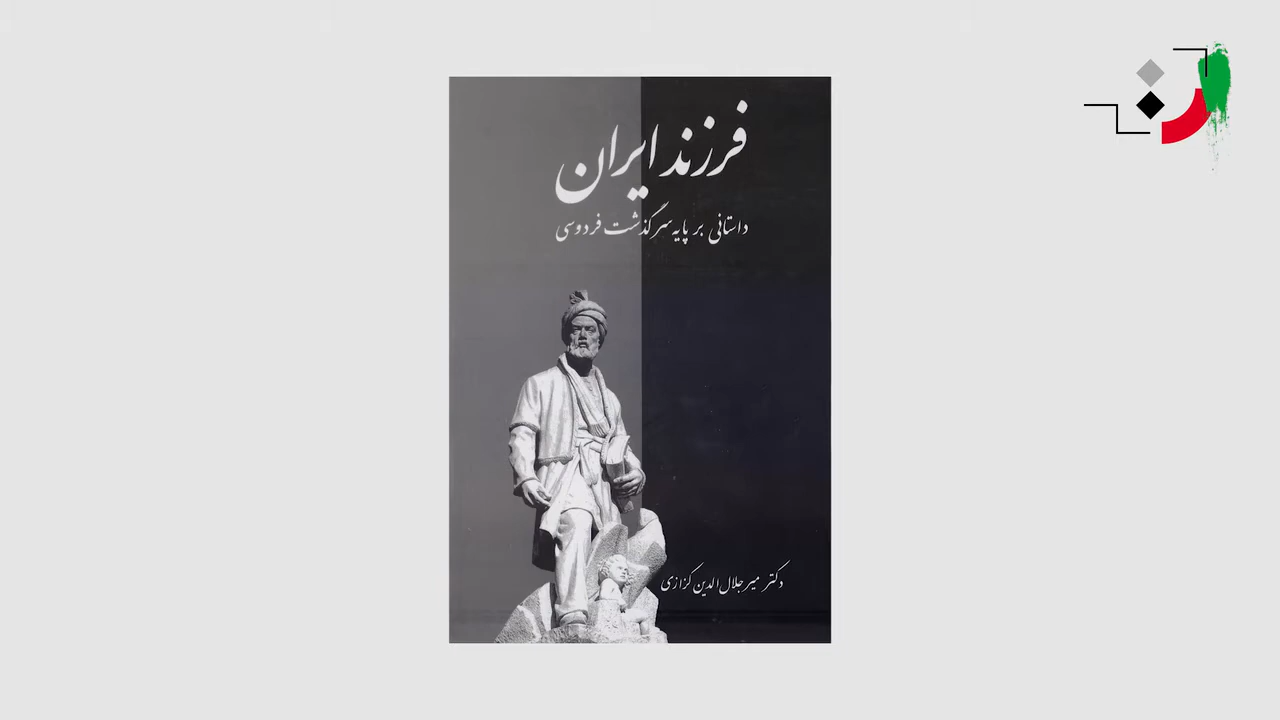 فرزند ایران
داستانی بر پایه سرگذشت فردوسی
دکتر میرجلال‌الدین کزازی